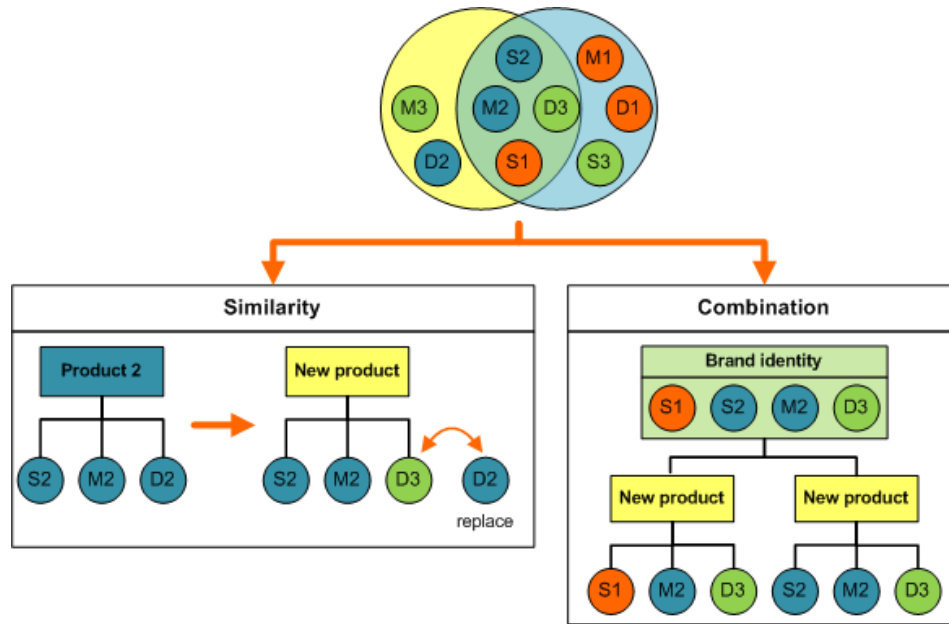 S2
M1
M3
M2
D3
D1
D2
S1
S3
Similarity
Product 2
New product
S2
M2
D2
S2
M2
D3
D2
replace
Combination
Brand identity
S1
S2
M2
D3
New product
New product
S1
M2
D3
S2
M2
D3